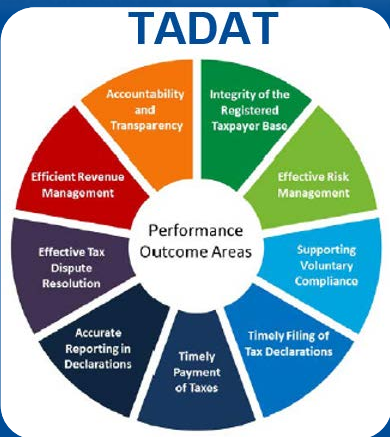 TADAT
Accountability
and
Transparency
Integrity of the
Registered
Taxpayer Base
Efficient Revenue
Management
Effective Risk
Management
Performance
Outcome Areas
Effective Tax
Dispute
Resolution
Supporting
Voluntary
Compliance
Accurate
Reporting in
Declarations
Timely
Payment
of Taxes
Timely Filing of
Tax Declarations